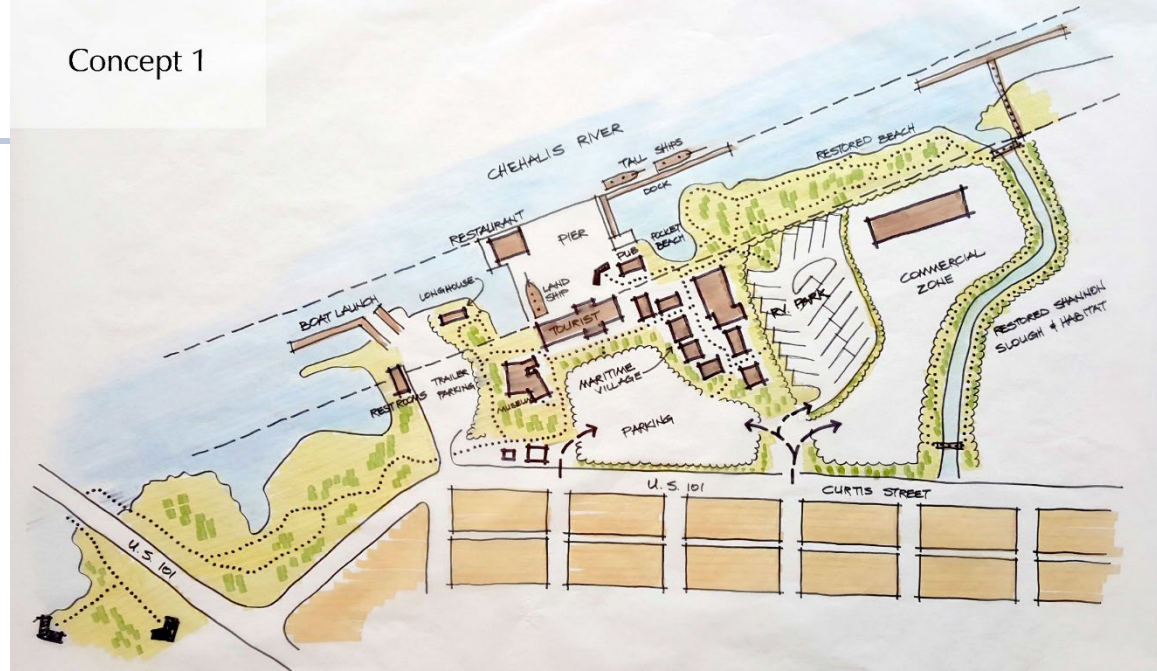 Concept 1
CHEHALIS RIVER
TALL SHIPS
DOCK
RESTORED BEACH
RESTAURANT
PIER
PUB
POCKET
BEACH
LONGHOUSE
LAND
SHIP
BOAT LAUNCH
TOURIST
R.V. PARK
COMMERCIAL
ZONE
RESTORED SHANNON
SLOUGH & HABITAT
TRAILER
PARKING
RESTROOMS
MUSEUM
MARITIME
VILLAGE
PARKING
U.S. 101
CURTIS STREET
U.S. 101